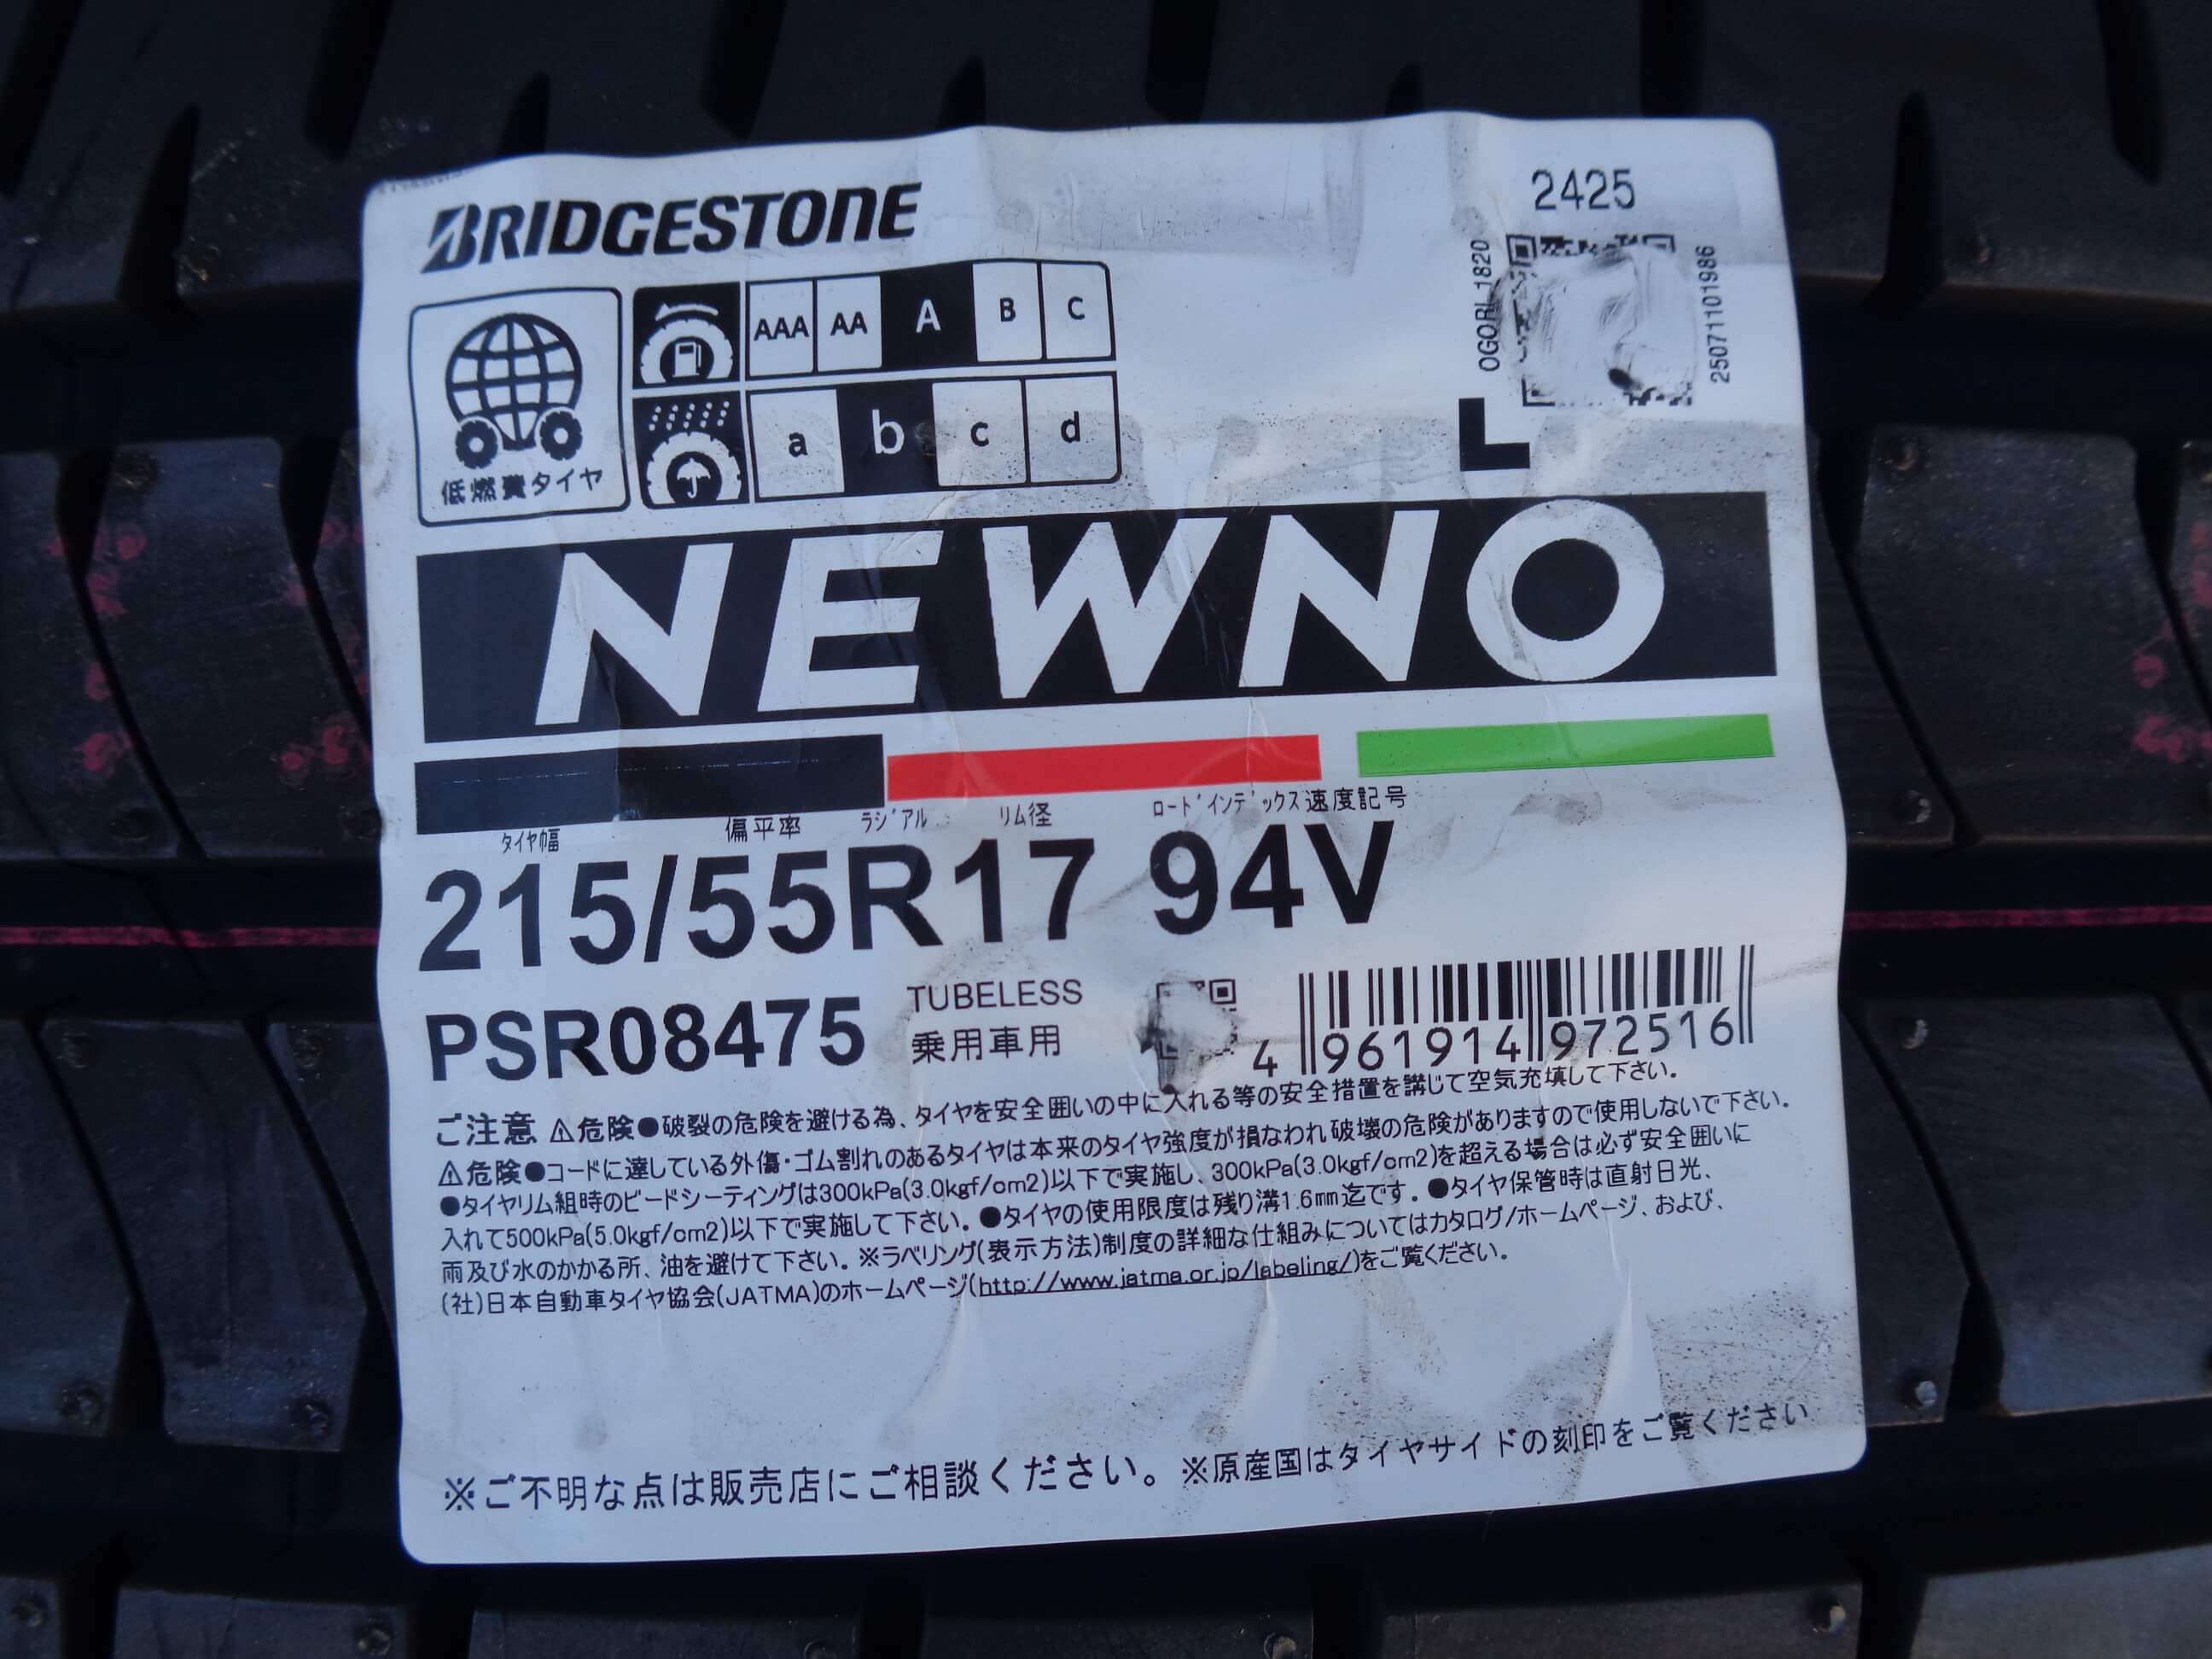 BRIDGESTONE
2425
OGORI_1820
250711101986
AAA AA A B C
a b c d
低燃費タイヤ
L
NEWNO
タイヤ幅 偏平率 ラジアル リム径 ロードインデックス 速度記号
215/55R17 94V
PSR08475
TUBELESS
乗用車用
4 961914 972516
ご注意 ⚠危険●破裂の危険を避ける為、タイヤを安全囲いの中に入れる等の安全措置を講じて空気充填して下さい。
⚠危険●コードに達している外傷・ゴム割れのあるタイヤは本来のタイヤ強度が損なわれ破壊の危険がありますので使用しないで下さい。
●タイヤリム組時のビードシーティングは300kPa(3.0kgf/cm2)以下で実施し、300kPa(3.0kgf/cm2)を超える場合は必ず安全囲いに
入れて500kPa(5.0kgf/cm2)以下で実施して下さい。●タイヤの使用限度は残り溝1.6mm迄です。●タイヤ保管時は直射日光、
雨及び水のかかる所、油を避けて下さい。※ラベリング(表示方法)制度の詳細な仕組みについてはカタログ/ホームページ、および、
(社)日本自動車タイヤ協会(JATMA)のホームページ(http://www.jatma.or.jp/labeling/)をご覧ください。
※ご不明な点は販売店にご相談ください。※原産国はタイヤサイドの刻印をご覧ください